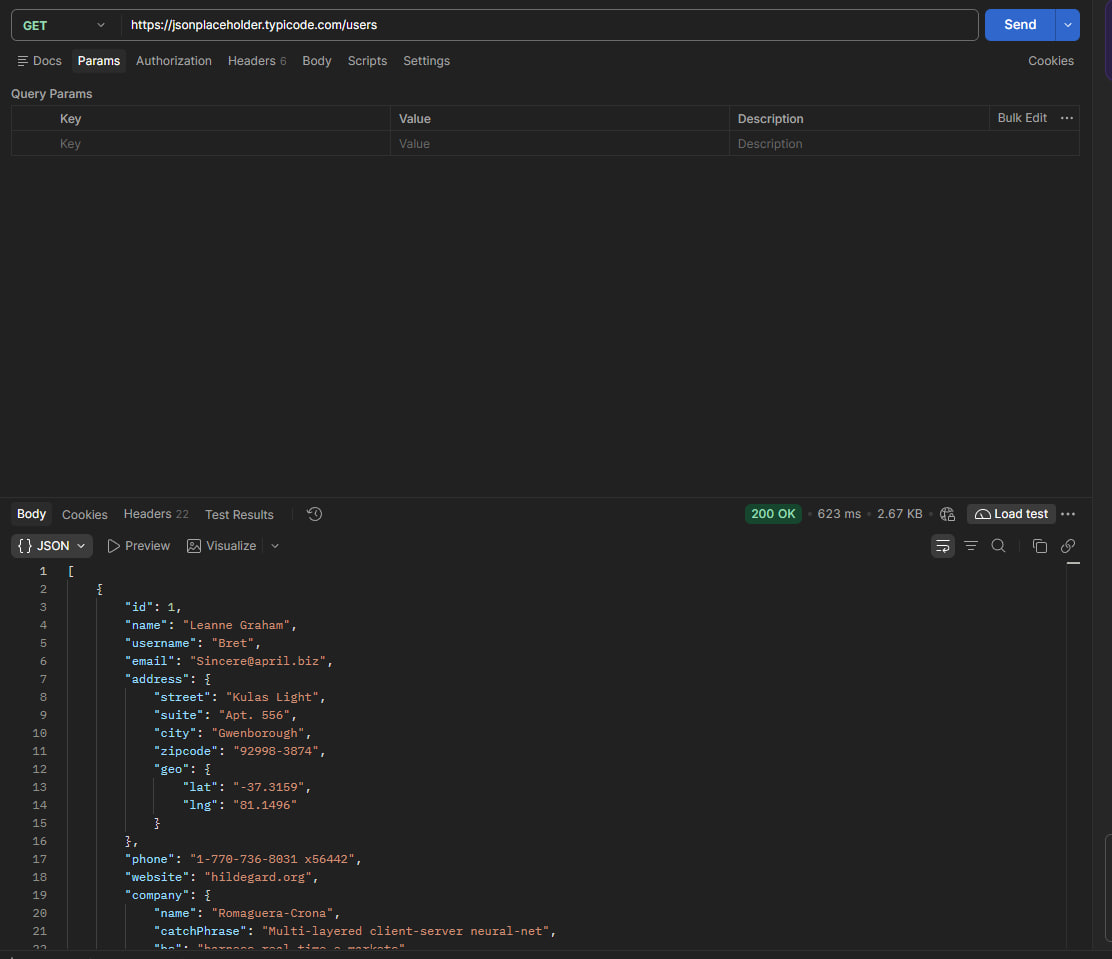 GET https://jsonplaceholder.typicode.com/users Send
Docs Params Authorization Headers 6 Body Scripts Settings Cookies
Query Params
Key Value Description Bulk Edit ···
Key Value Description
Body Cookies Headers 22 Test Results 200 OK • 623 ms • 2.67 KB • Load test ···
{} JSON Preview Visualize
1 [
2 {
3 "id": 1,
4 "name": "Leanne Graham",
5 "username": "Bret",
6 "email": "Sincere@april.biz",
7 "address": {
8 "street": "Kulas Light",
9 "suite": "Apt. 556",
10 "city": "Gwenborough",
11 "zipcode": "92998-3874",
12 "geo": {
13 "lat": "-37.3159",
14 "lng": "81.1496"
15 }
16 },
17 "phone": "1-770-736-8031 x56442",
18 "website": "hildegard.org",
19 "company": {
20 "name": "Romaguera-Crona",
21 "catchPhrase": "Multi-layered client-server neural-net",
22 "bs": "harness real-time e-markets"